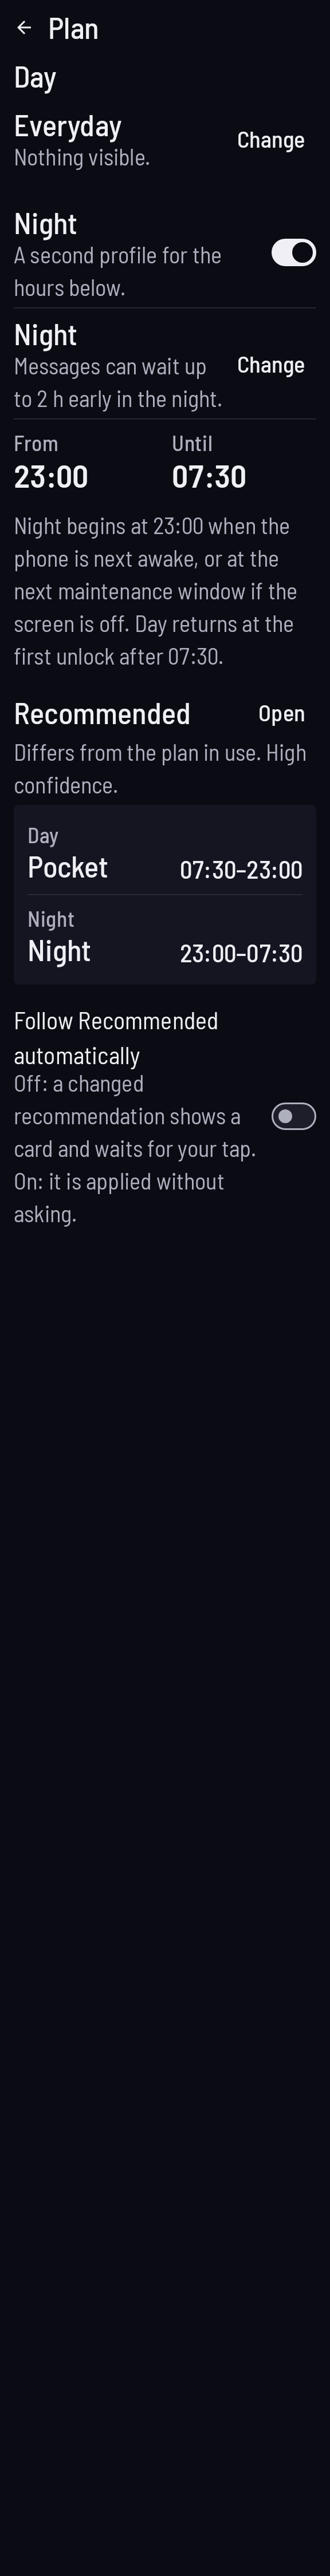 Plan
Day
Everyday
Nothing visible.
Change
Night
A second profile for the
hours below.
Night
Messages can wait up
to 2 h early in the night.
Change
From
23:00
Until
07:30
Night begins at 23:00 when the
phone is next awake, or at the
next maintenance window if the
screen is off. Day returns at the
first unlock after 07:30.
Recommended
Open
Differs from the plan in use. High
confidence.
Day
Pocket
07:30–23:00
Night
Night
23:00–07:30
Follow Recommended
automatically
Off: a changed
recommendation shows a
card and waits for your tap.
On: it is applied without
asking.